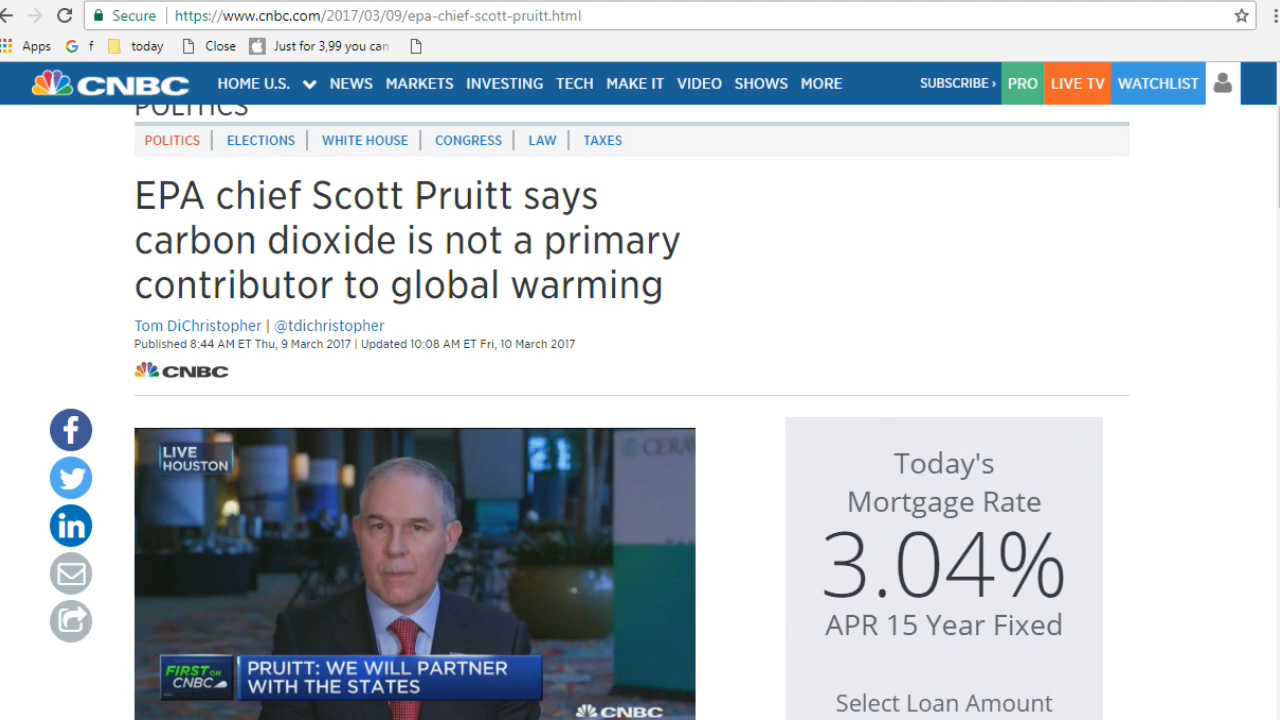 Secure https://www.cnbc.com/2017/03/09/epa-chief-scott-pruitt.html
Apps f today Close Just for 3,99 you can
CNBC HOME U.S. NEWS MARKETS INVESTING TECH MAKE IT VIDEO SHOWS MORE SUBSCRIBE › PRO LIVE TV WATCHLIST
POLITICS
POLITICS | ELECTIONS | WHITE HOUSE | CONGRESS | LAW | TAXES
EPA chief Scott Pruitt says
carbon dioxide is not a primary
contributor to global warming
Tom DiChristopher | @tdichristopher
Published 8:44 AM ET Thu, 9 March 2017 | Updated 10:08 AM ET Fri, 10 March 2017
CNBC
LIVE
HOUSTON
FIRST ON
CNBC
PRUITT: WE WILL PARTNER
WITH THE STATES
CNBC
Today's
Mortgage Rate
3.04%
APR 15 Year Fixed
Select Loan Amount